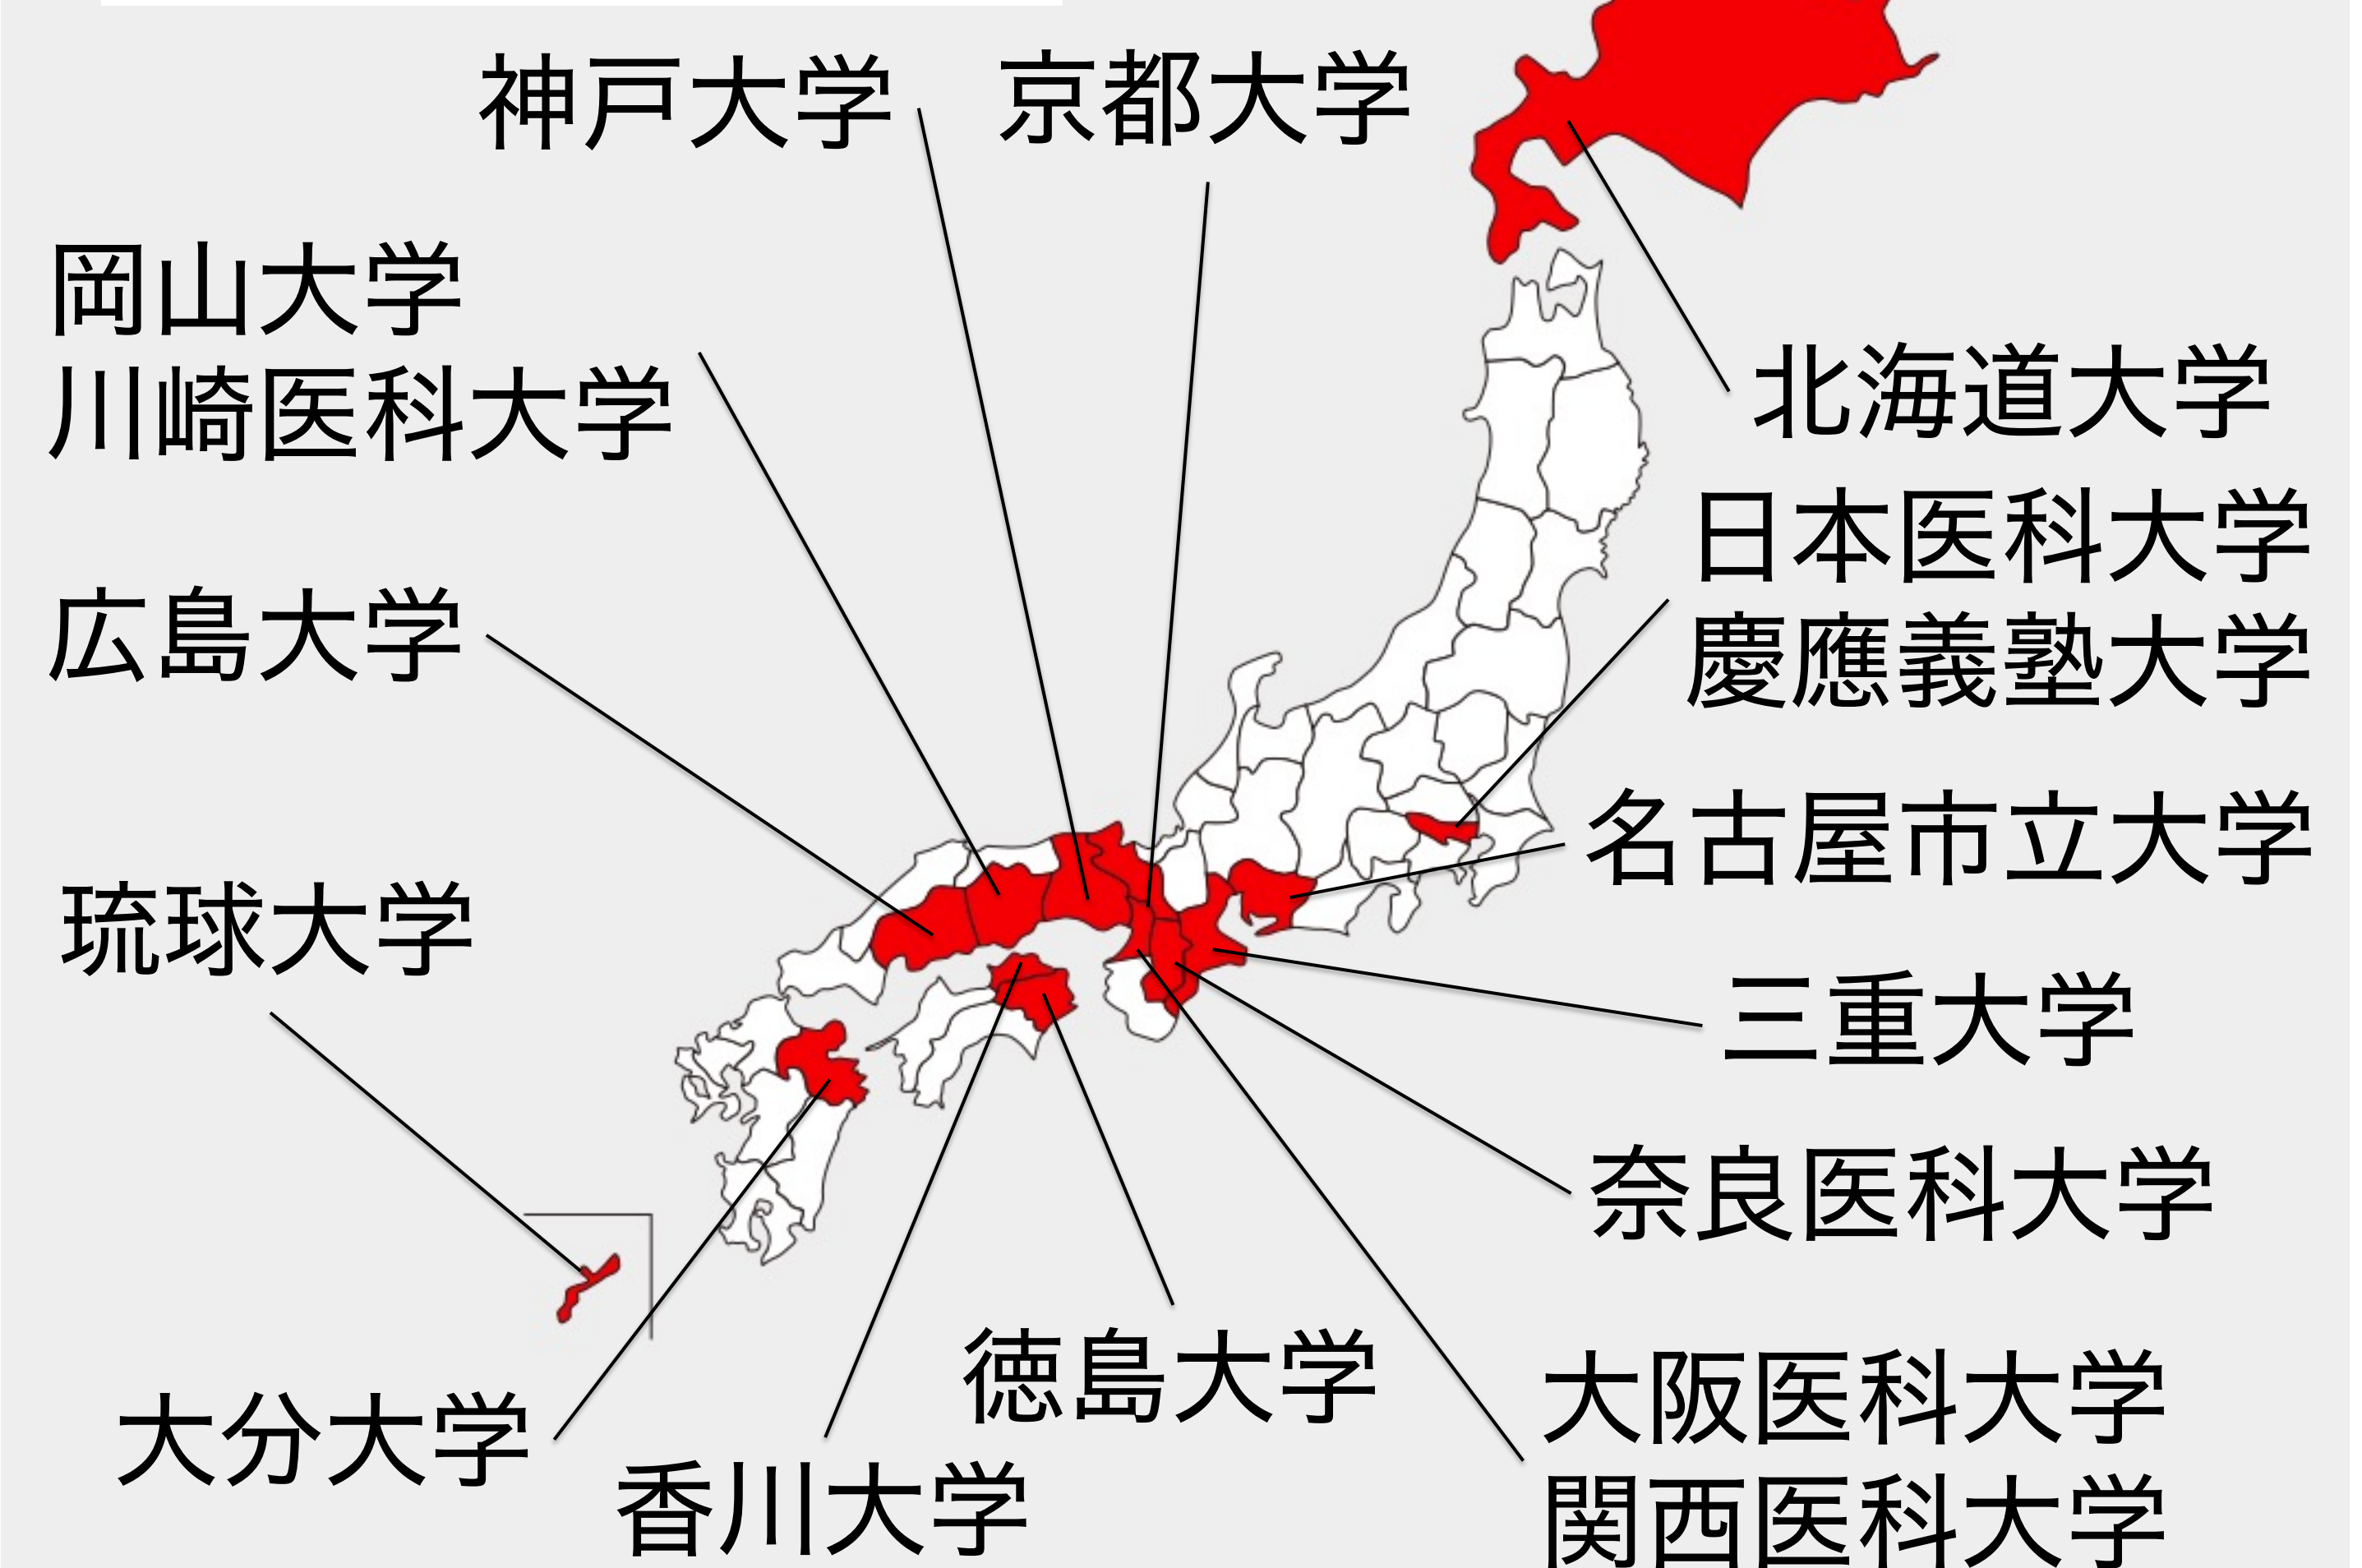 神戸大学
京都大学
岡山大学
川崎医科大学
北海道大学
日本医科大学
慶應義塾大学
広島大学
名古屋市立大学
琉球大学
三重大学
奈良医科大学
徳島大学
大阪医科大学
関西医科大学
大分大学
香川大学